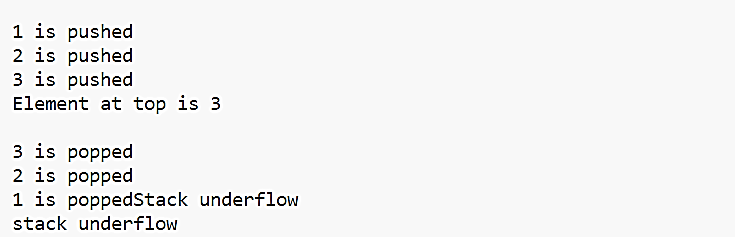 1 is pushed
2 is pushed
3 is pushed
Element at top is 3
3 is popped
2 is popped
1 is poppedStack underflow
stack underflow